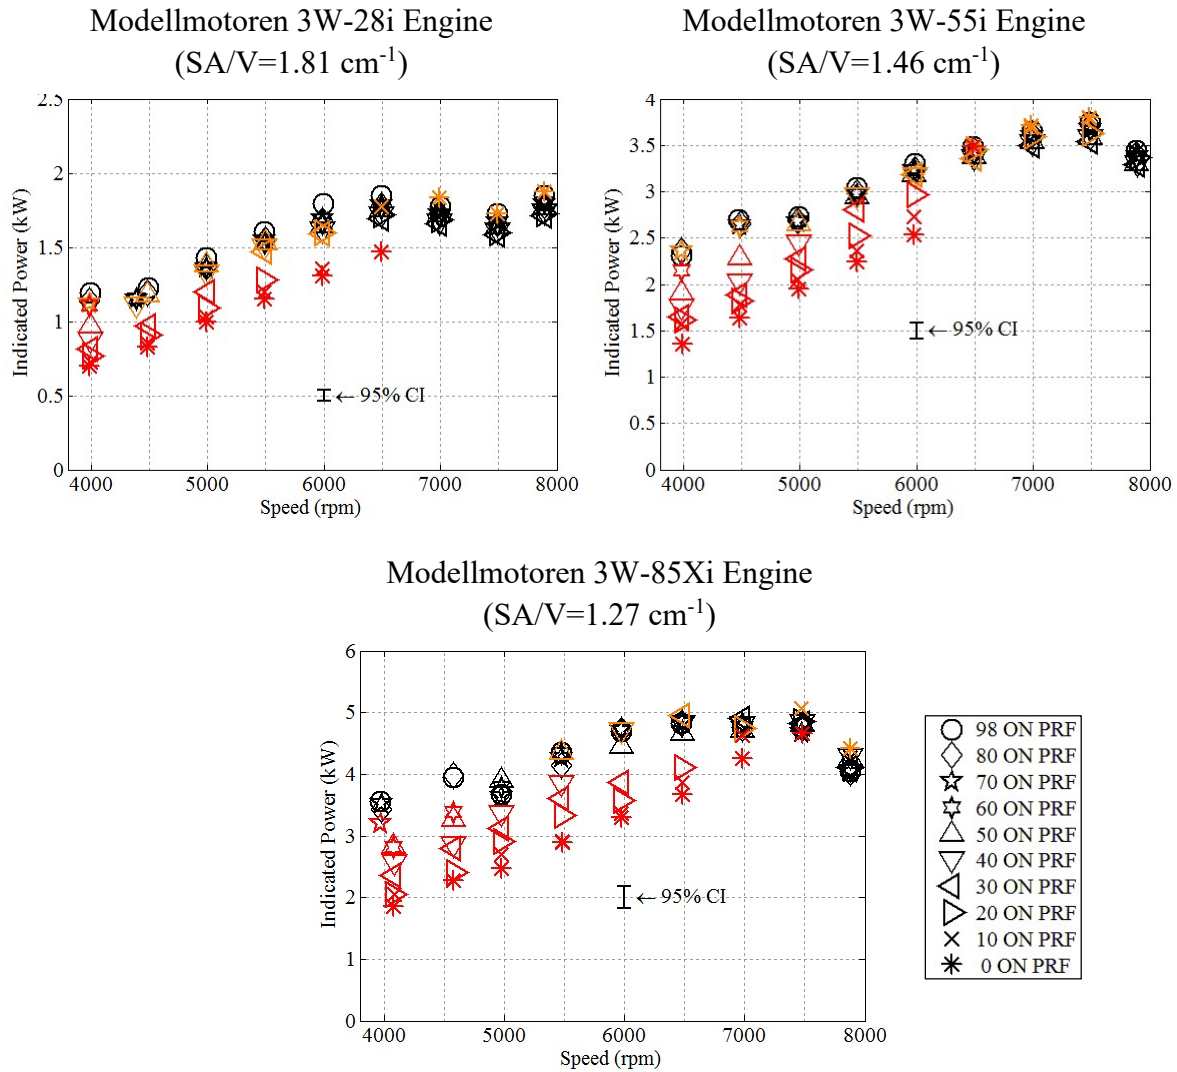 Modellmotoren 3W-28i Engine
(SA/V=1.81 cm⁻¹)
2.5
2
1.5
1
0.5
0
Indicated Power (kW)
← 95% CI
4000 5000 6000 7000 8000
Speed (rpm)
Modellmotoren 3W-55i Engine
(SA/V=1.46 cm⁻¹)
4
3.5
3
2.5
2
1.5
1
0.5
0
Indicated Power (kW)
← 95% CI
4000 5000 6000 7000 8000
Speed (rpm)
Modellmotoren 3W-85Xi Engine
(SA/V=1.27 cm⁻¹)
6
5
4
3
2
1
0
Indicated Power (kW)
← 95% CI
4000 5000 6000 7000 8000
Speed (rpm)
98 ON PRF
80 ON PRF
70 ON PRF
60 ON PRF
50 ON PRF
40 ON PRF
30 ON PRF
20 ON PRF
10 ON PRF
0 ON PRF